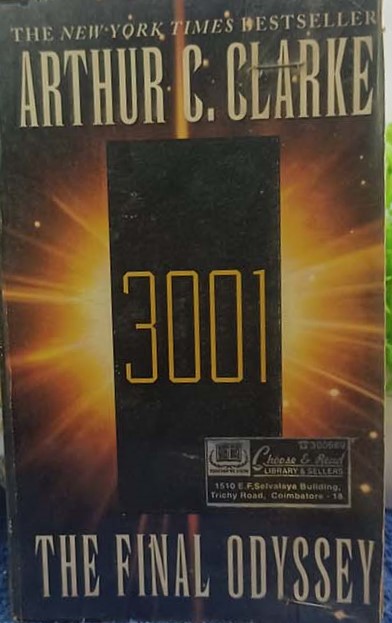 THE NEW YORK TIMES BESTSELLER
ARTHUR C. CLARKE
3001
☎300669
Choose & Read
LIBRARY & SELLERS
1510 E.F, Selvalaya Building,
Trichy Road, Coimbatore - 18
THE FINAL ODYSSEY